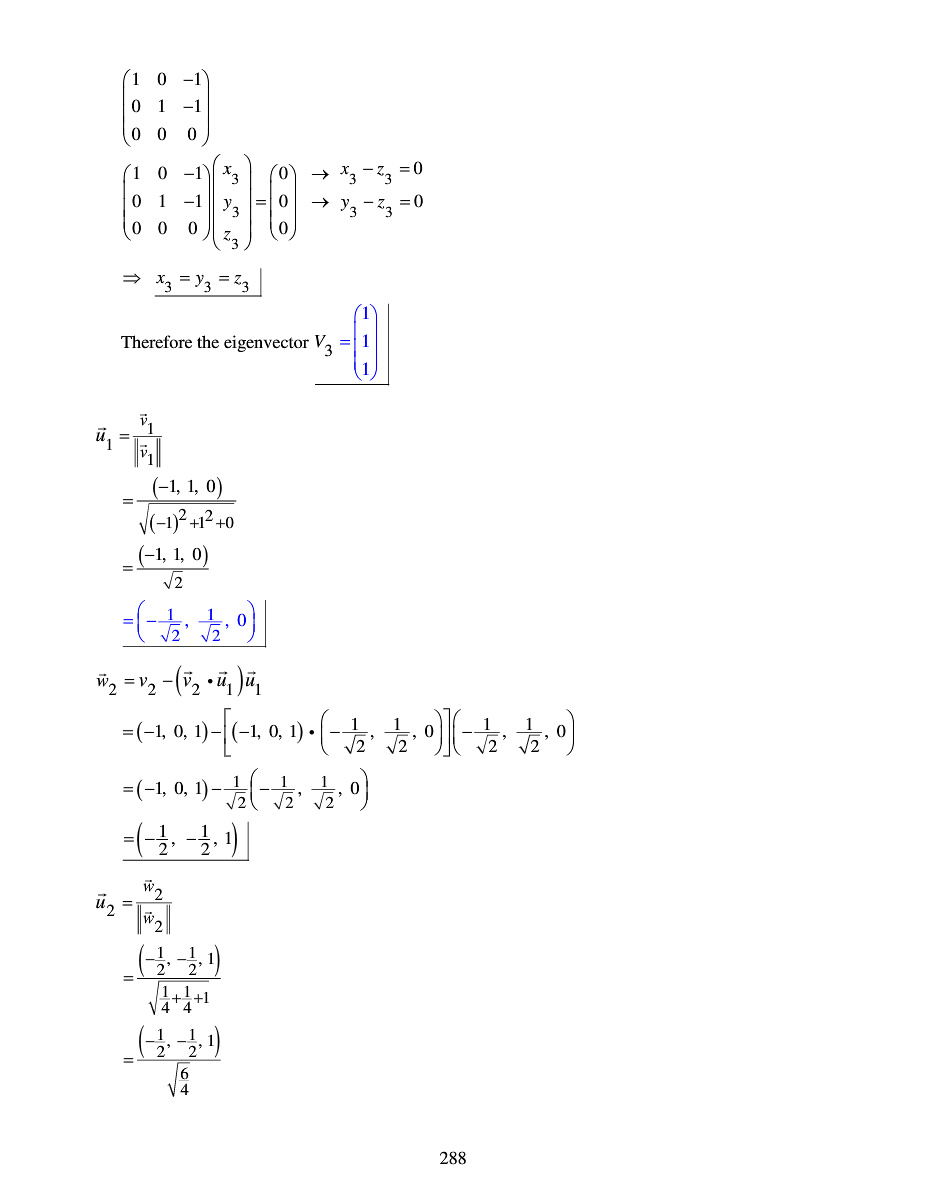 (1 0 −1
0 1 −1
0 0 0)
(1 0 −1
0 1 −1
0 0 0)(x₃
y₃
z₃) = (0
0
0) → x₃ − z₃ = 0
→ y₃ − z₃ = 0
⇒ x₃ = y₃ = z₃
Therefore the eigenvector V₃ = (1
1
1)
u⃗₁ = v⃗₁ / ‖v⃗₁‖
= (−1, 1, 0) / √((−1)² +1² +0)
= (−1, 1, 0) / √2
= (−1/√2, 1/√2, 0)
w⃗₂ = v₂ − (v⃗₂ • u⃗₁)u⃗₁
= (−1, 0, 1) − [(−1, 0, 1) • (−1/√2, 1/√2, 0)](−1/√2, 1/√2, 0)
= (−1, 0, 1) − 1/√2 (−1/√2, 1/√2, 0)
= (−1/2, −1/2, 1)
u⃗₂ = w⃗₂ / ‖w⃗₂‖
= (−1/2, −1/2, 1) / √(1/4 + 1/4 + 1)
= (−1/2, −1/2, 1) / √(6/4)
288